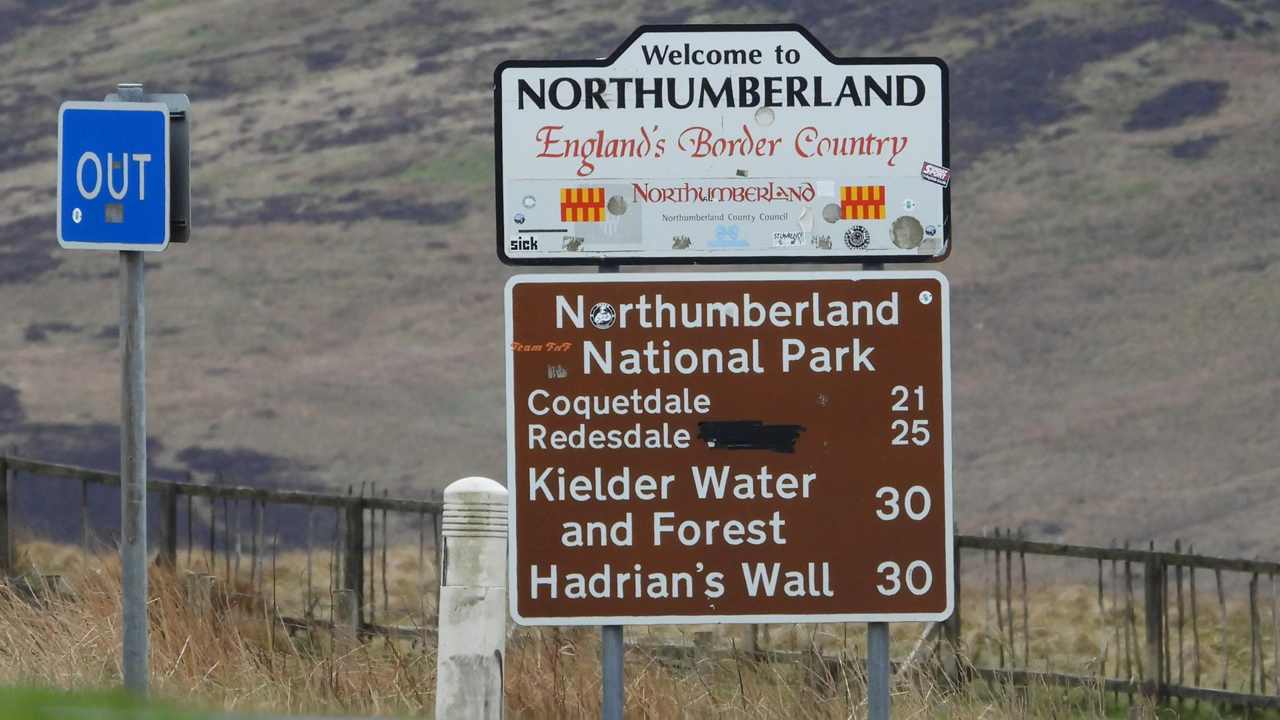 OUT
Welcome to
NORTHUMBERLAND
England's Border Country
NORTHUMBERLAND
Northumberland County Council
sick
Northumberland
National Park
Team FnF
Coquetdale 21
Redesdale 25
Kielder Water
and Forest 30
Hadrian's Wall 30